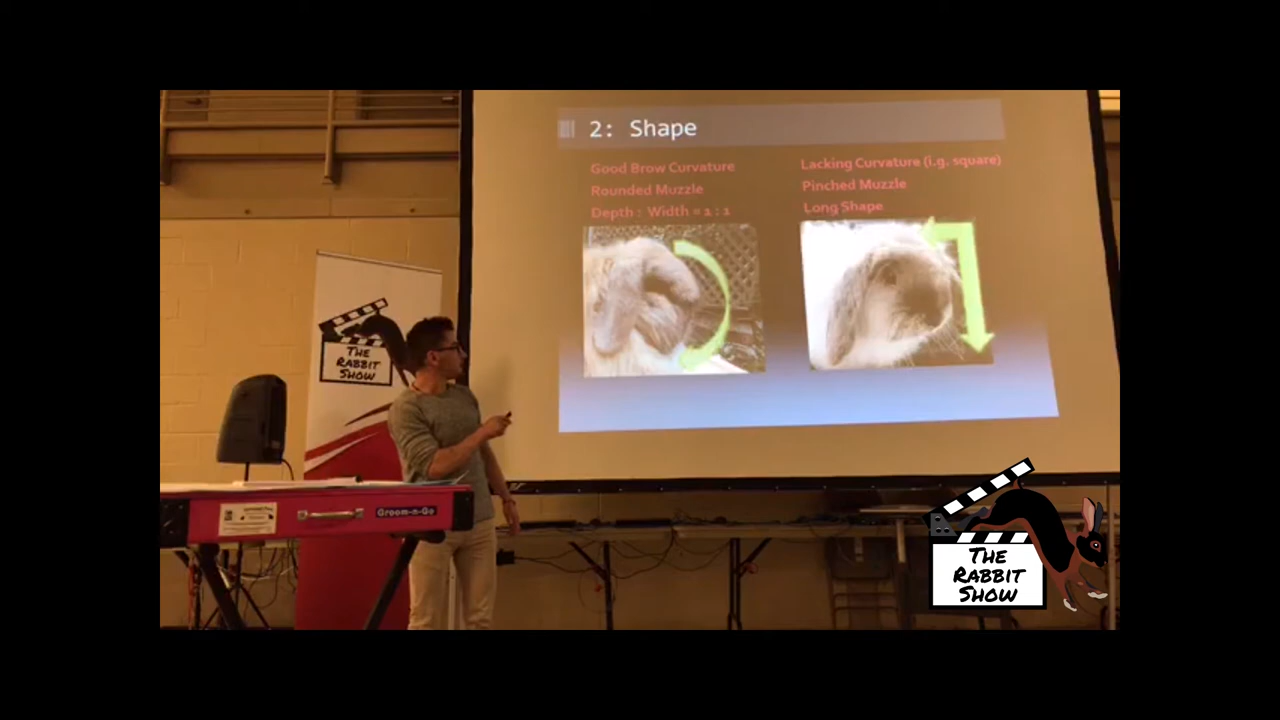 2: Shape
Good Brow Curvature
Rounded Muzzle
Depth : Width = 1 : 1
Lacking Curvature (i.g. square)
Pinched Muzzle
Long Shape
THE
RABBIT
SHOW
Groom-n-Go
THE
RABBIT
SHOW